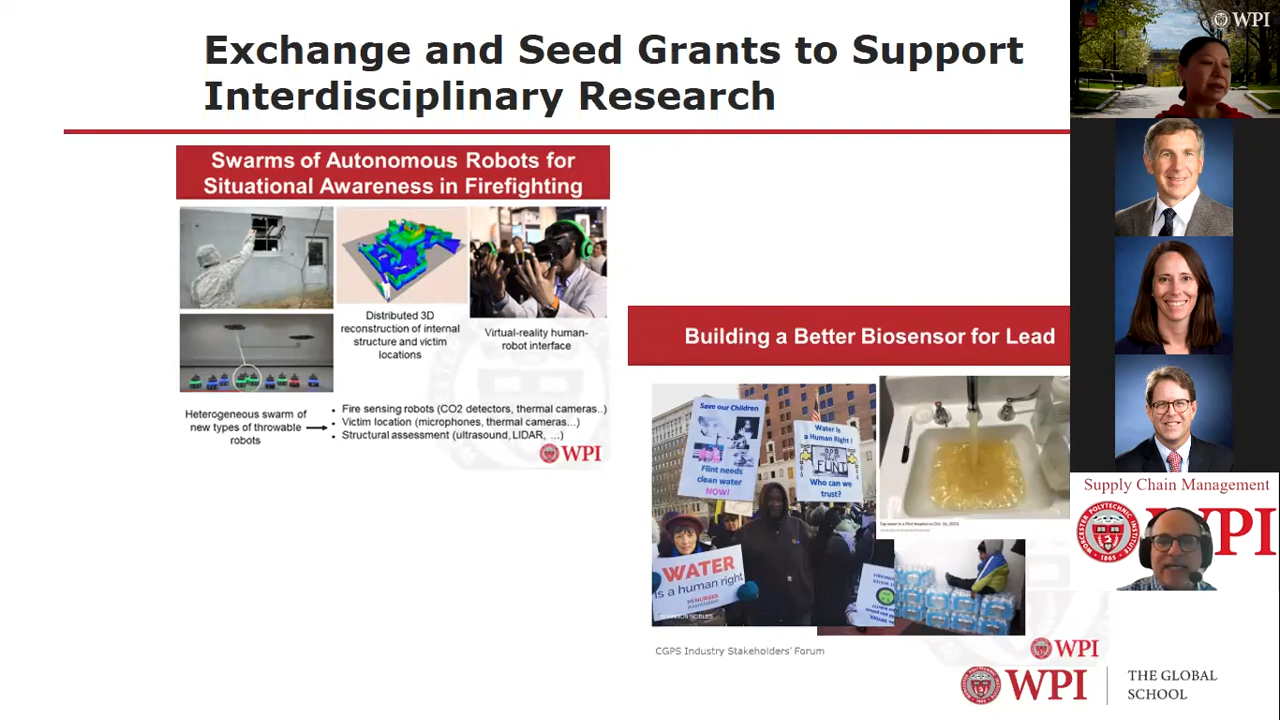 Exchange and Seed Grants to Support
Interdisciplinary Research
Swarms of Autonomous Robots for
Situational Awareness in Firefighting
Distributed 3D
reconstruction of internal
structure and victim
locations
Virtual-reality human-
robot interface
Heterogeneous swarm of
new types of throwable
robots
• Fire sensing robots (CO2 detectors, thermal cameras..)
• Victim location (microphones, thermal cameras...)
• Structural assessment (ultrasound, LIDAR, ...)
WPI
Building a Better Biosensor for Lead
Save our Children
Flint needs
clean water
NOW!
Water is
a Human Right !
FLINT
Who can we
trust?
WATER
is a human right
CGPS Industry Stakeholders' Forum
WPI
WPI
THE GLOBAL
SCHOOL
WPI
Supply Chain Management
WORCESTER POLYTECHNIC INSTITUTE
1865
WPI